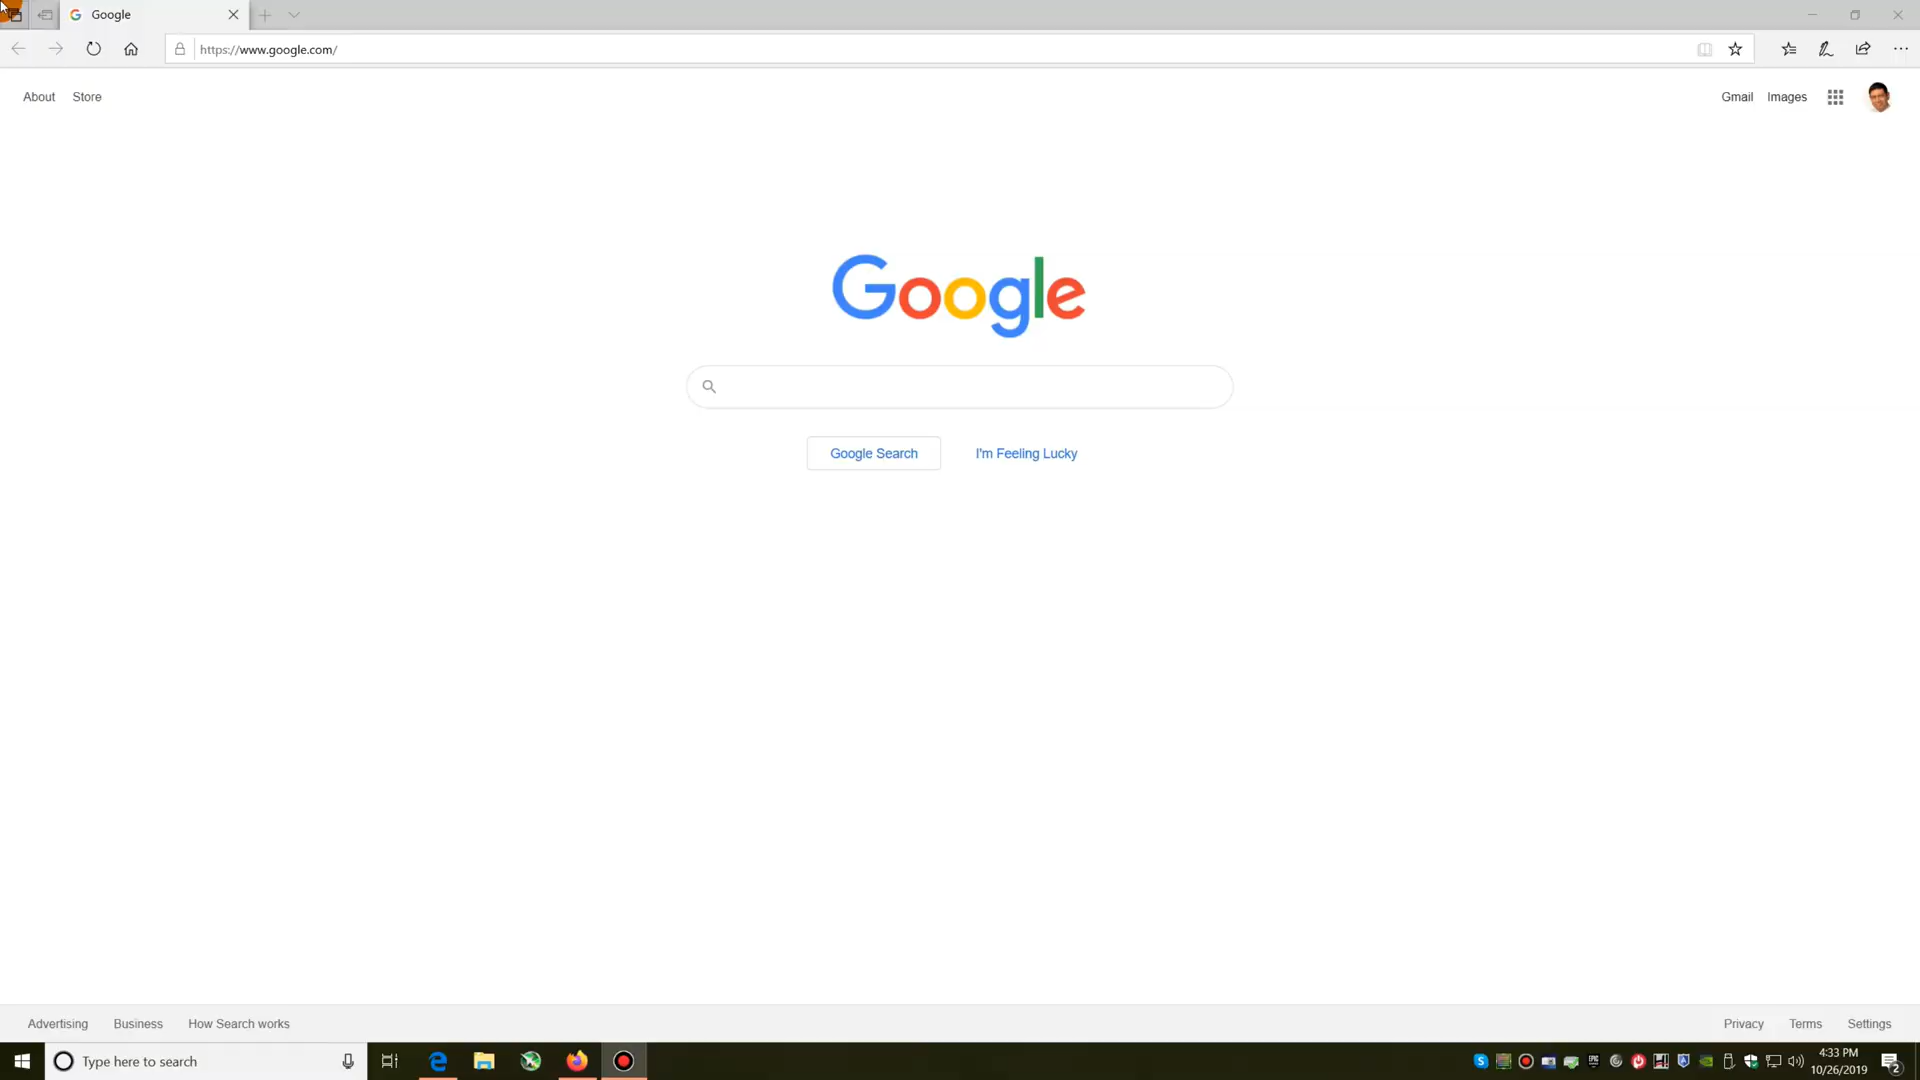 Google
https://www.google.com/
About Store
Gmail Images
Google
Google Search
I'm Feeling Lucky
Advertising Business How Search works
Privacy Terms Settings
Type here to search
4:33 PM
10/26/2019
2